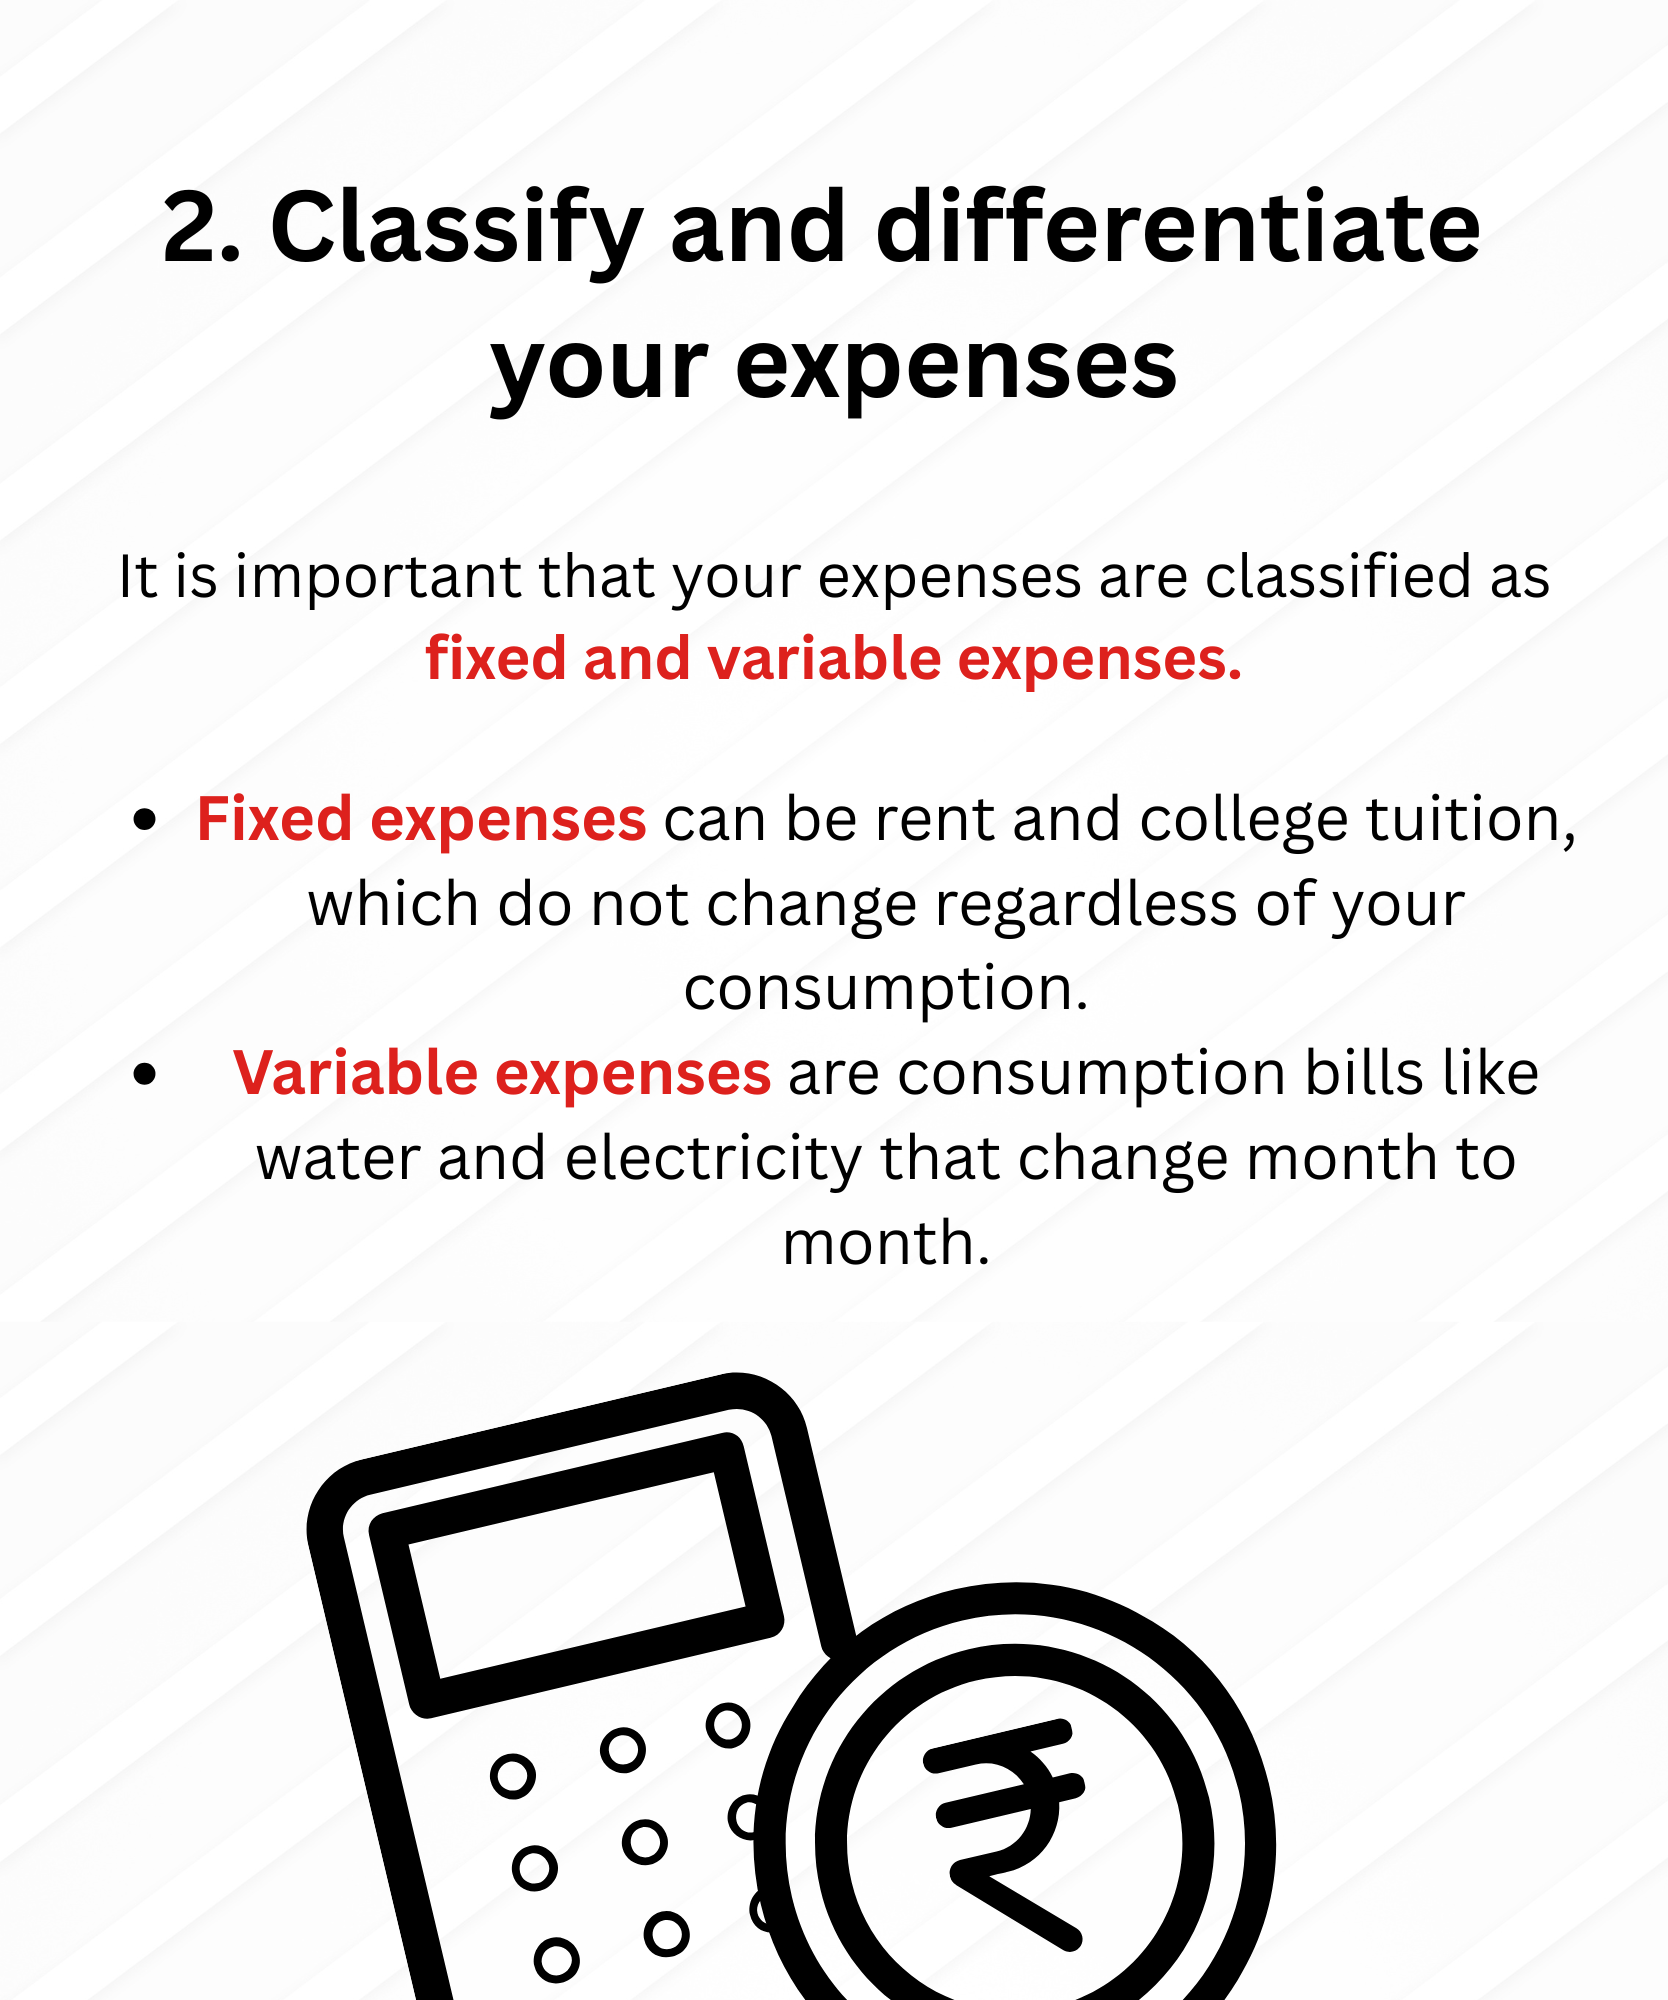 2. Classify and differentiate
your expenses
It is important that your expenses are classified as
fixed and variable expenses.
• Fixed expenses can be rent and college tuition,
which do not change regardless of your
consumption.
• Variable expenses are consumption bills like
water and electricity that change month to
month.
₹